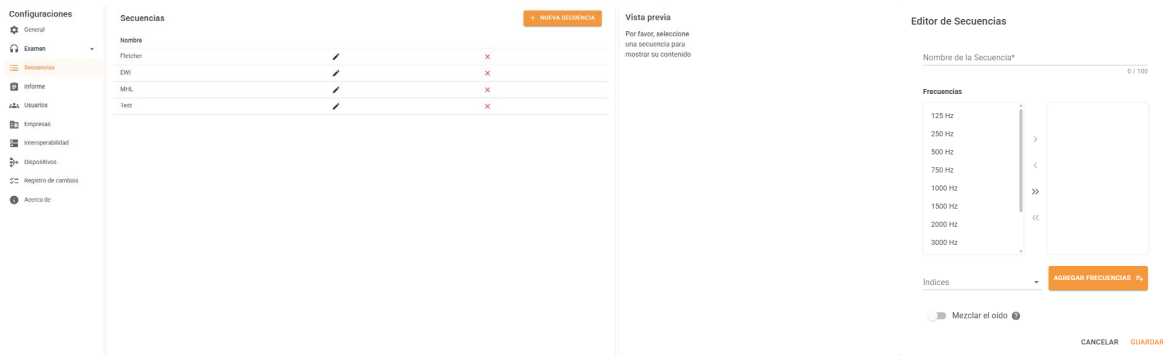 Configuraciones
General
Examen
Secuencias
Informe
Usuarios
Empresas
Interoperabilidad
Dispositivos
Registro de cambios
Acerca de
Secuencias
+ NUEVA SECUENCIA
Nombre
Fletcher
EWI
MHL
Test
Vista previa
Por favor, seleccione
una secuencia para
mostrar su contenido
Editor de Secuencias
Nombre de la Secuencia*
0 / 100
Frecuencias
125 Hz
250 Hz
500 Hz
750 Hz
1000 Hz
1500 Hz
2000 Hz
3000 Hz
Indices
AGREGAR FRECUENCIAS
Mezclar el oído
CANCELAR GUARDAR